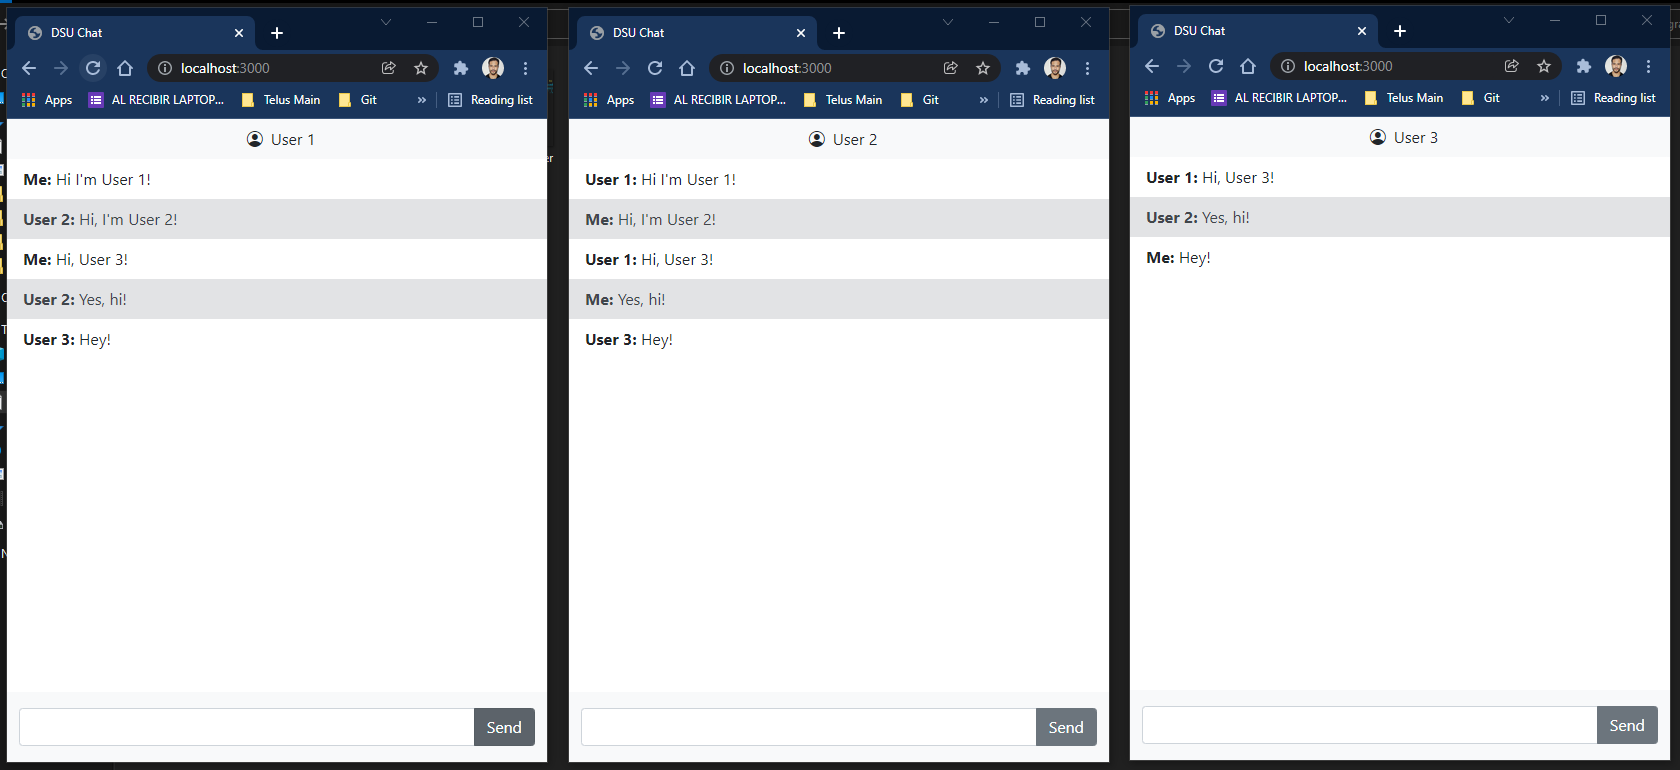 DSU Chat
localhost:3000
Apps AL RECIBIR LAPTOP... Telus Main Git » Reading list
User 1
Me: Hi I'm User 1!
User 2: Hi, I'm User 2!
Me: Hi, User 3!
User 2: Yes, hi!
User 3: Hey!
Send
DSU Chat
localhost:3000
Apps AL RECIBIR LAPTOP... Telus Main Git » Reading list
User 2
User 1: Hi I'm User 1!
Me: Hi, I'm User 2!
User 1: Hi, User 3!
Me: Yes, hi!
User 3: Hey!
Send
DSU Chat
localhost:3000
Apps AL RECIBIR LAPTOP... Telus Main Git » Reading list
User 3
User 1: Hi, User 3!
User 2: Yes, hi!
Me: Hey!
Send